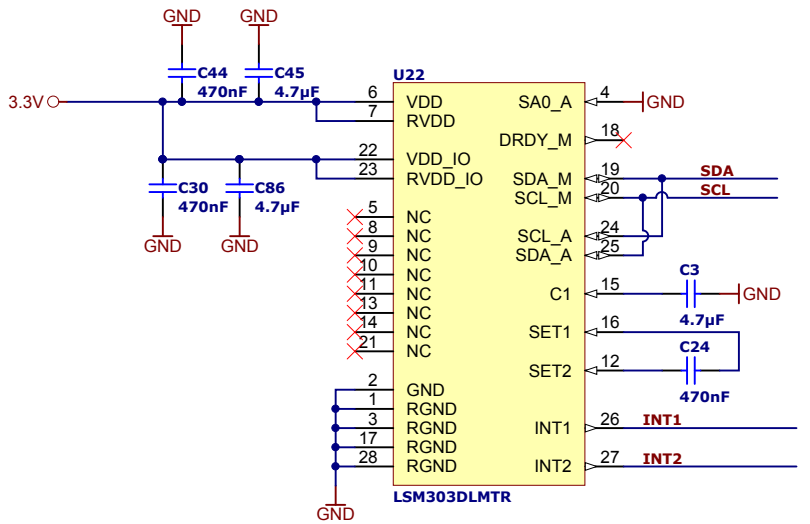 GND GND
C44 470nF
C45 4.7µF
3.3V
C30 470nF
C86 4.7µF
GND GND
U22
6 VDD
7 RVDD
22 VDD_IO
23 RVDD_IO
5 NC
8 NC
9 NC
10 NC
11 NC
13 NC
14 NC
21 NC
2 GND
1 RGND
3 RGND
17 RGND
28 RGND
GND
SA0_A 4 GND
DRDY_M 18
SDA_M 19 SDA
SCL_M 20 SCL
SCL_A 24
SDA_A 25
C1 15
C3
4.7µF
GND
SET1 16
SET2 12
C24
470nF
INT1 26 INT1
INT2 27 INT2
LSM303DLMTR